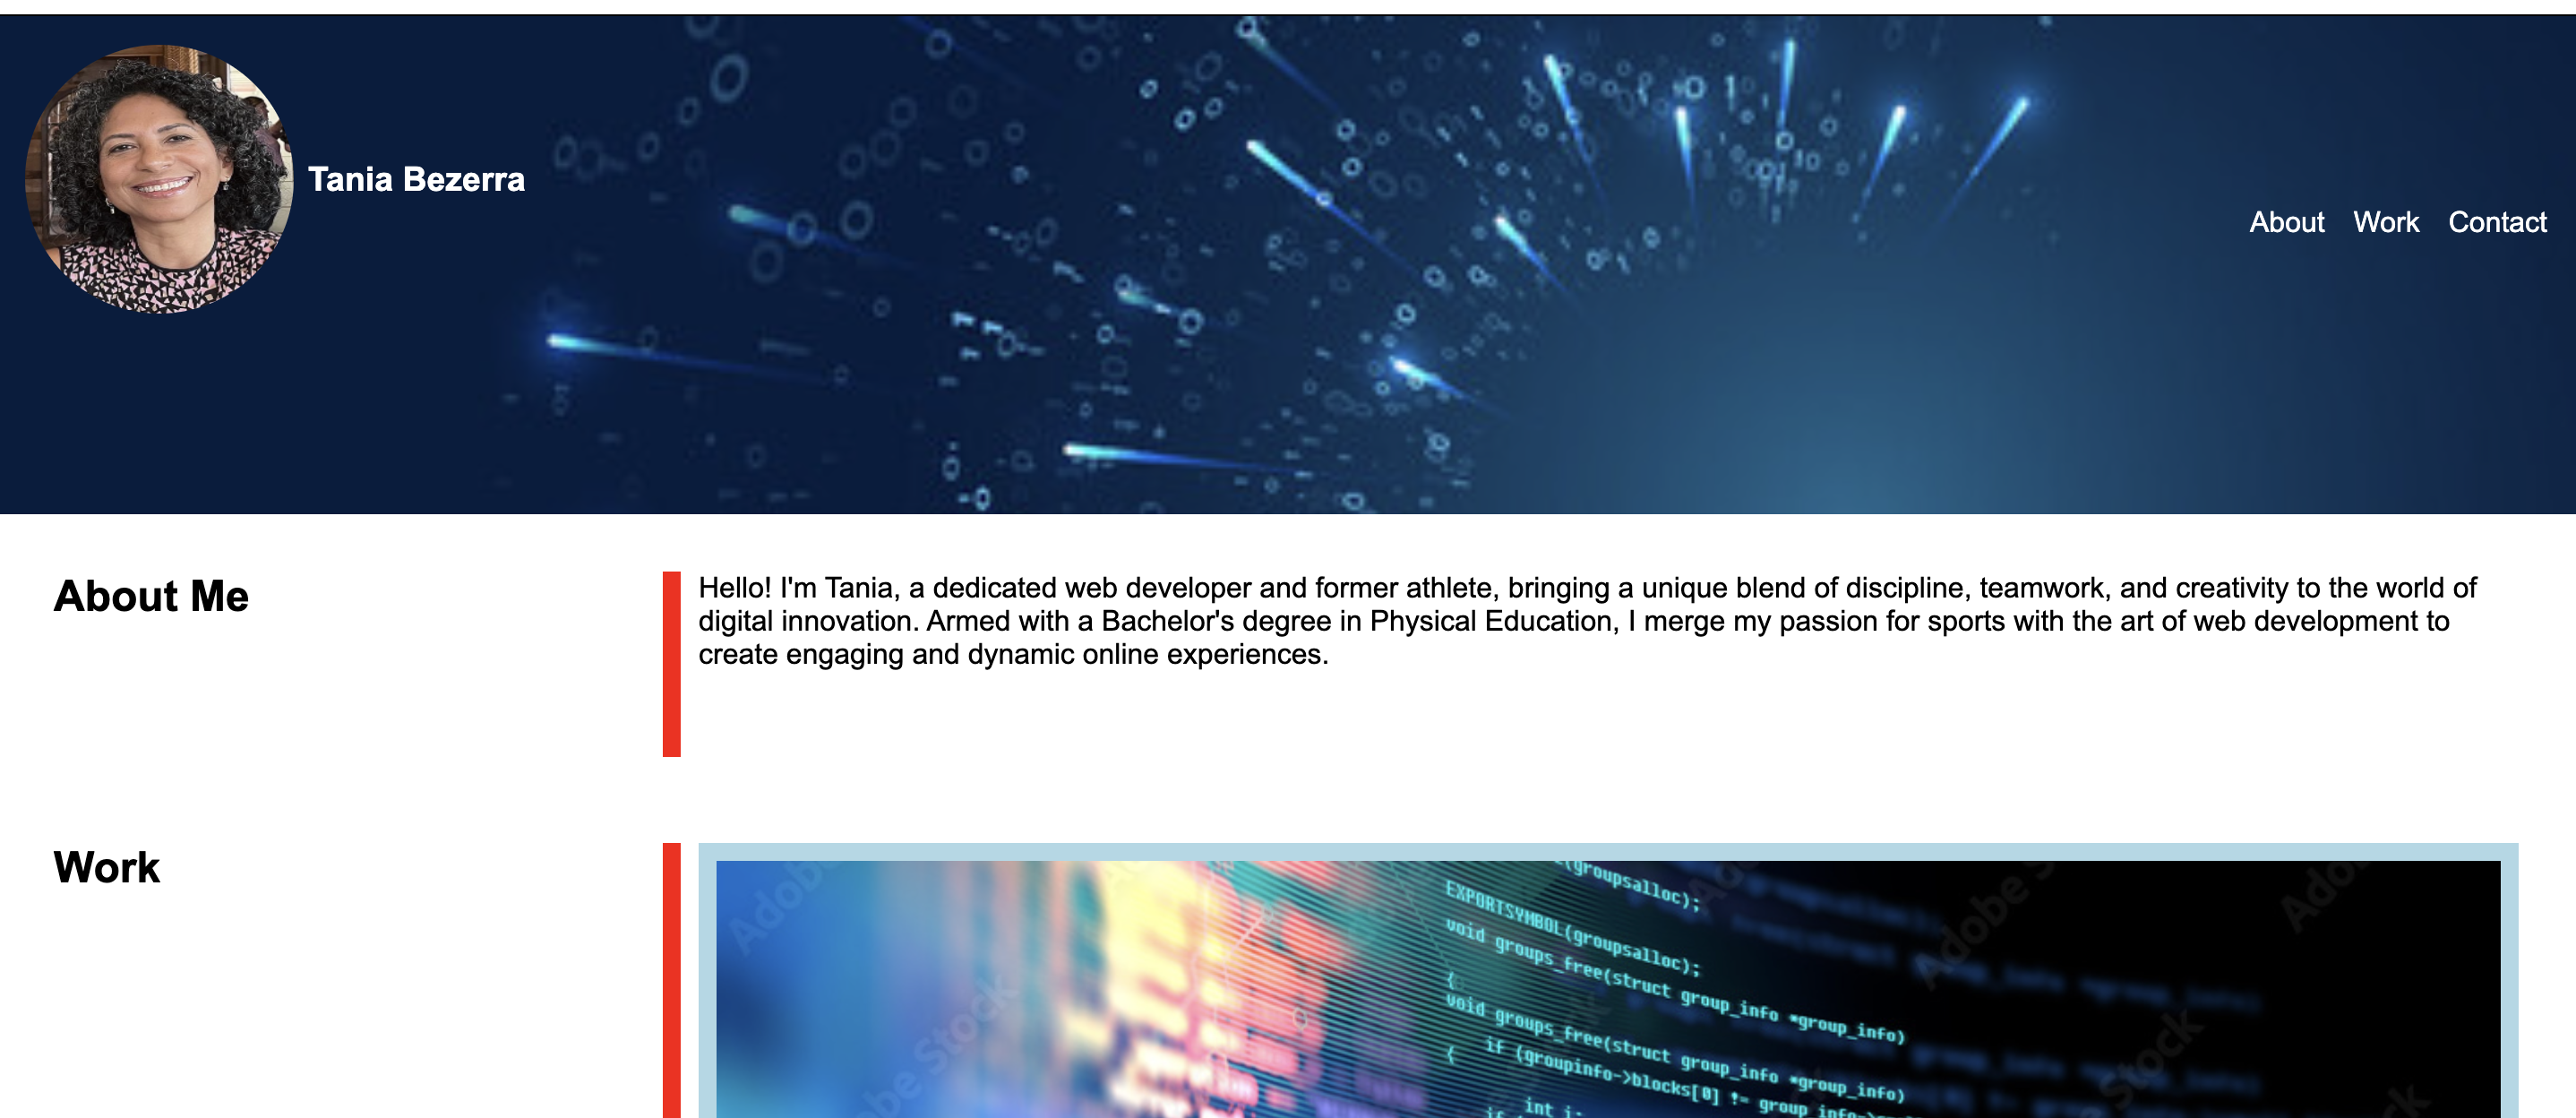 Tania Bezerra
About Work Contact
About Me
Hello! I'm Tania, a dedicated web developer and former athlete, bringing a unique blend of discipline, teamwork, and creativity to the world of
digital innovation. Armed with a Bachelor's degree in Physical Education, I merge my passion for sports with the art of web development to
create engaging and dynamic online experiences.
Work
(groupsalloc);
EXPORTSYMBOL(groupsalloc);
void groups_free(struct group_info *group_info)
{
void groups_free(struct group_info *group_info)
{ if (groupinfo->blocks[0] != group_info->
int i;
if
Adobe Stock
Adobe Stock